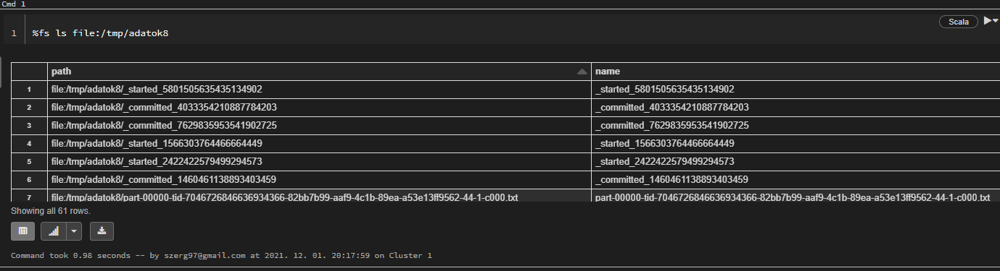 Cmd 1
Scala
1 %fs ls file:/tmp/adatok8
path name
1 file:/tmp/adatok8/_started_5801505635435134902 _started_5801505635435134902
2 file:/tmp/adatok8/_committed_4033354210887784203 _committed_4033354210887784203
3 file:/tmp/adatok8/_committed_7629835953541902725 _committed_7629835953541902725
4 file:/tmp/adatok8/_started_1566303764466664449 _started_1566303764466664449
5 file:/tmp/adatok8/_started_2422422579499294573 _started_2422422579499294573
6 file:/tmp/adatok8/_committed_1460461138893403459 _committed_1460461138893403459
7 file:/tmp/adatok8/part-00000-tid-7046726846636934366-82bb7b99-aaf9-4c1b-89ea-a53e13ff9562-44-1-c000.txt part-00000-tid-7046726846636934366-82bb7b99-aaf9-4c1b-89ea-a53e13ff9562-44-1-c000.txt
Showing all 61 rows.
Command took 0.98 seconds -- by szerg97@gmail.com at 2021. 12. 01. 20:17:59 on Cluster 1